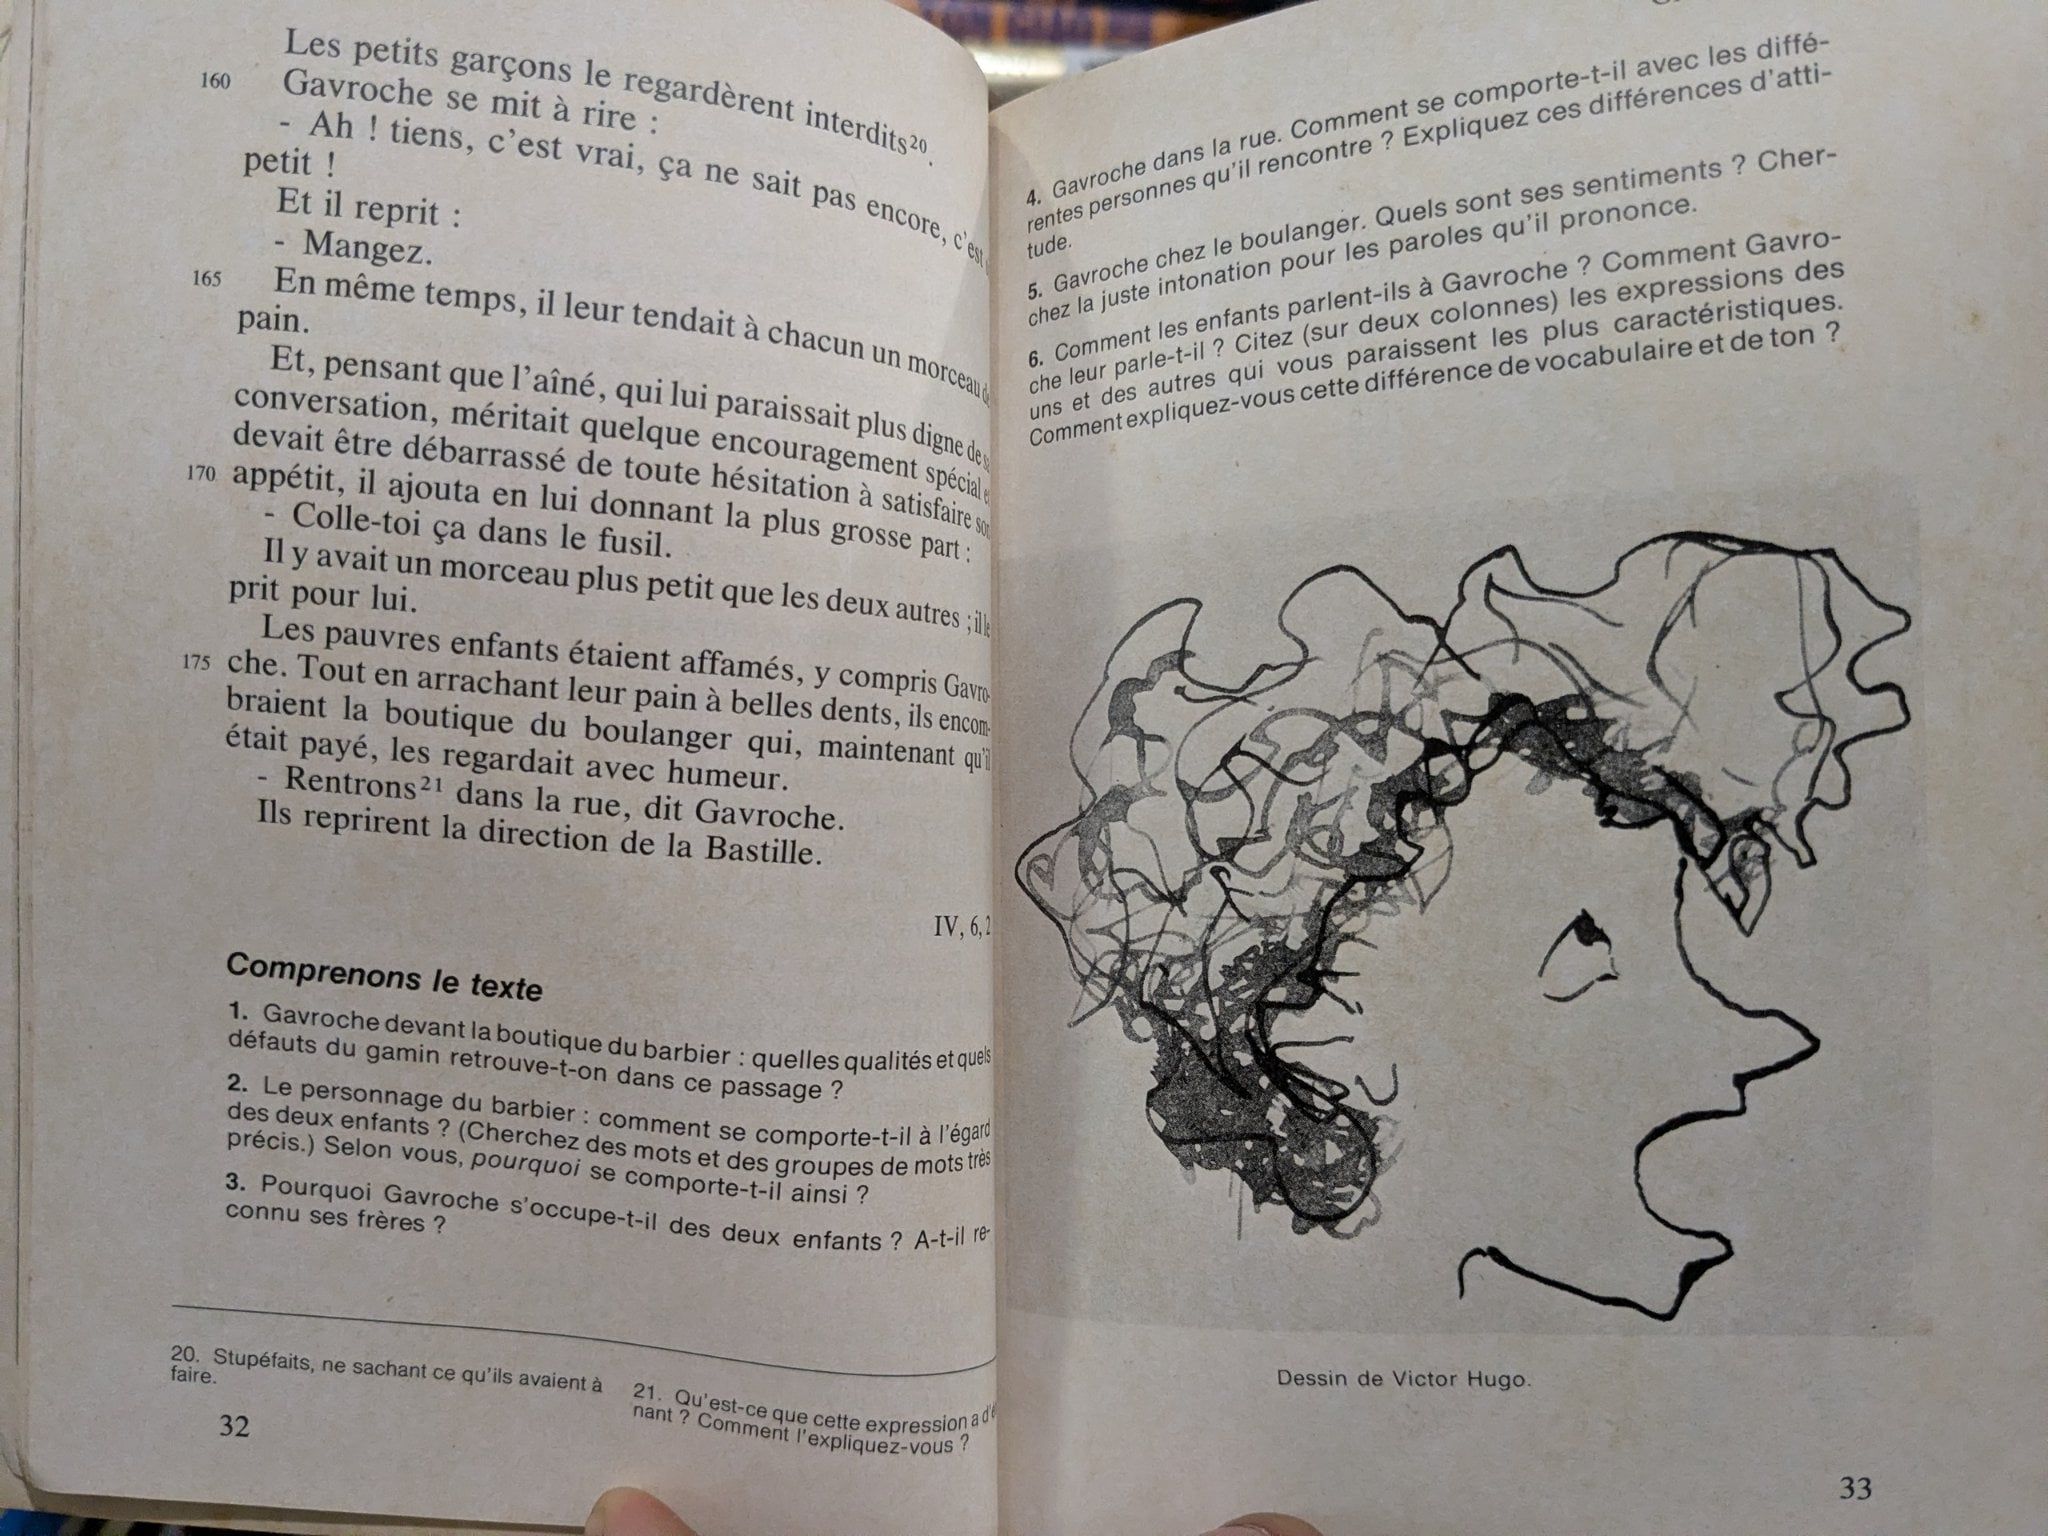 Les petits garçons le regardèrent interdits20.
160 Gavroche se mit à rire :
- Ah ! tiens, c'est vrai, ça ne sait pas encore, c'est
petit !
Et il reprit :
- Mangez.
165 En même temps, il leur tendait à chacun un morceau de
pain.
Et, pensant que l'aîné, qui lui paraissait plus digne de sa
conversation, méritait quelque encouragement spécial et
devait être débarrassé de toute hésitation à satisfaire son
170 appétit, il ajouta en lui donnant la plus grosse part :
- Colle-toi ça dans le fusil.
Il y avait un morceau plus petit que les deux autres ; il le
prit pour lui.
Les pauvres enfants étaient affamés, y compris Gavro-
175 che. Tout en arrachant leur pain à belles dents, ils encom-
braient la boutique du boulanger qui, maintenant qu'il
était payé, les regardait avec humeur.
- Rentrons21 dans la rue, dit Gavroche.
Ils reprirent la direction de la Bastille.
IV, 6, 2
Comprenons le texte
1. Gavroche devant la boutique du barbier : quelles qualités et quels
défauts du gamin retrouve-t-on dans ce passage ?
2. Le personnage du barbier : comment se comporte-t-il à l'égard
des deux enfants ? (Cherchez des mots et des groupes de mots très
précis.) Selon vous, pourquoi se comporte-t-il ainsi ?
3. Pourquoi Gavroche s'occupe-t-il des deux enfants ? A-t-il re-
connu ses frères ?
20. Stupéfaits, ne sachant ce qu'ils avaient à
faire.
21. Qu'est-ce que cette expression a
nant ? Comment l'expliquez-vous ?
32
4. Gavroche dans la rue. Comment se comporte-t-il avec les diffé-
rentes personnes qu'il rencontre ? Expliquez ces différences d'atti-
tude.
5. Gavroche chez le boulanger. Quels sont ses sentiments ? Cher-
chez la juste intonation pour les paroles qu'il prononce.
6. Comment les enfants parlent-ils à Gavroche ? Comment Gavro-
che leur parle-t-il ? Citez (sur deux colonnes) les expressions des
uns et des autres qui vous paraissent les plus caractéristiques.
Comment expliquez-vous cette différence de vocabulaire et de ton ?
Dessin de Victor Hugo.
33